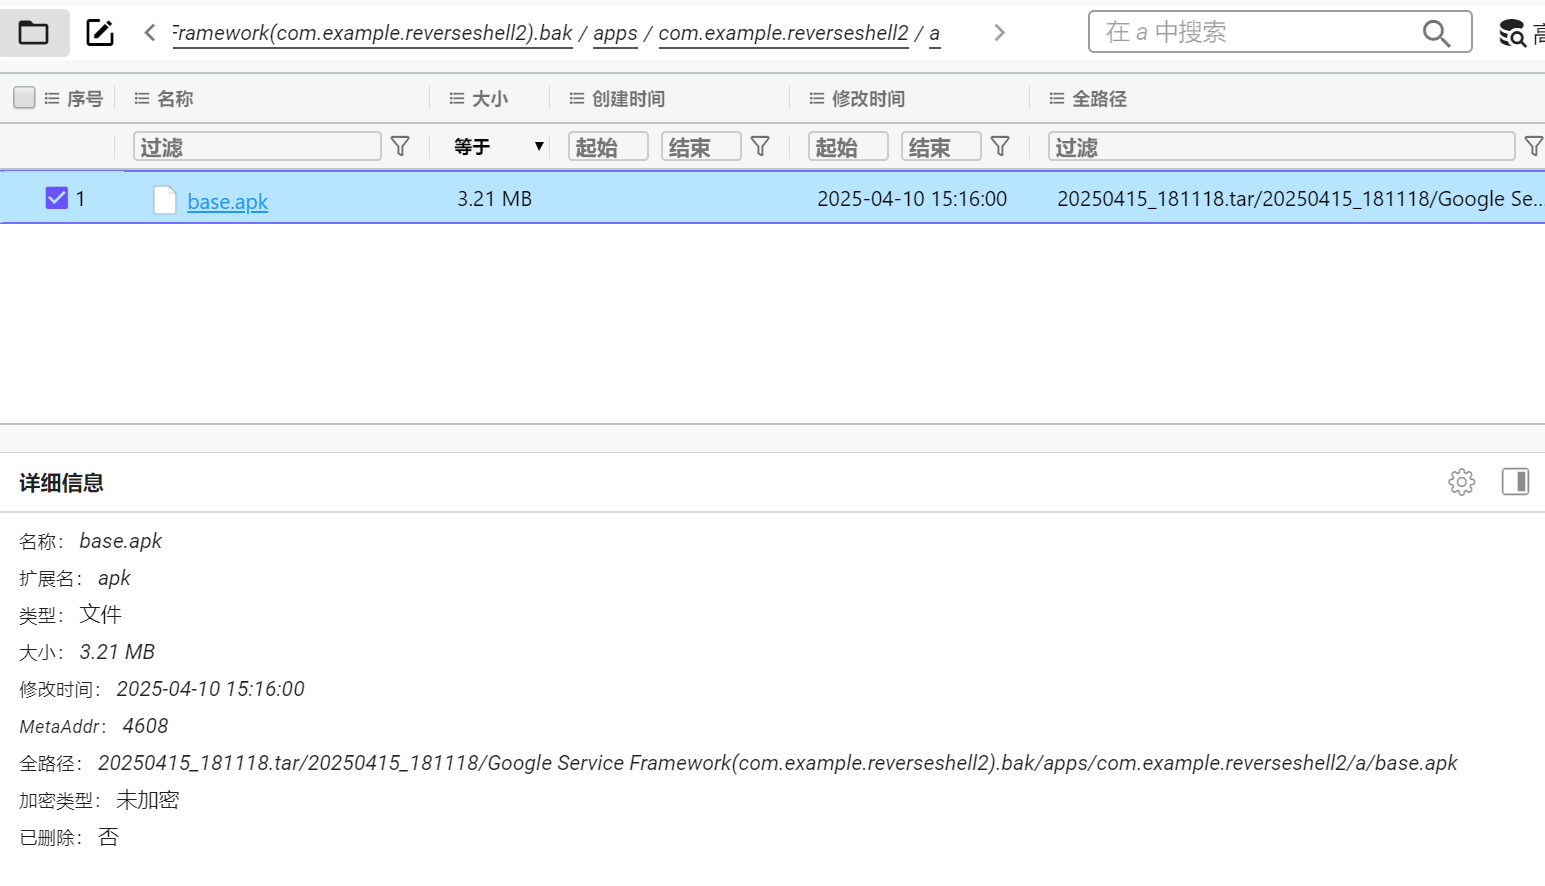 Framework(com.example.reverseshell2).bak / apps / com.example.reverseshell2 / a
在 a 中搜索
高
序号 名称 大小 创建时间 修改时间 全路径
过滤 等于 起始 结束 起始 结束 过滤
1 base.apk 3.21 MB 2025-04-10 15:16:00 20250415_181118.tar/20250415_181118/Google Se...
详细信息
名称： base.apk
扩展名： apk
类型： 文件
大小： 3.21 MB
修改时间： 2025-04-10 15:16:00
MetaAddr： 4608
全路径： 20250415_181118.tar/20250415_181118/Google Service Framework(com.example.reverseshell2).bak/apps/com.example.reverseshell2/a/base.apk
加密类型： 未加密
已删除： 否